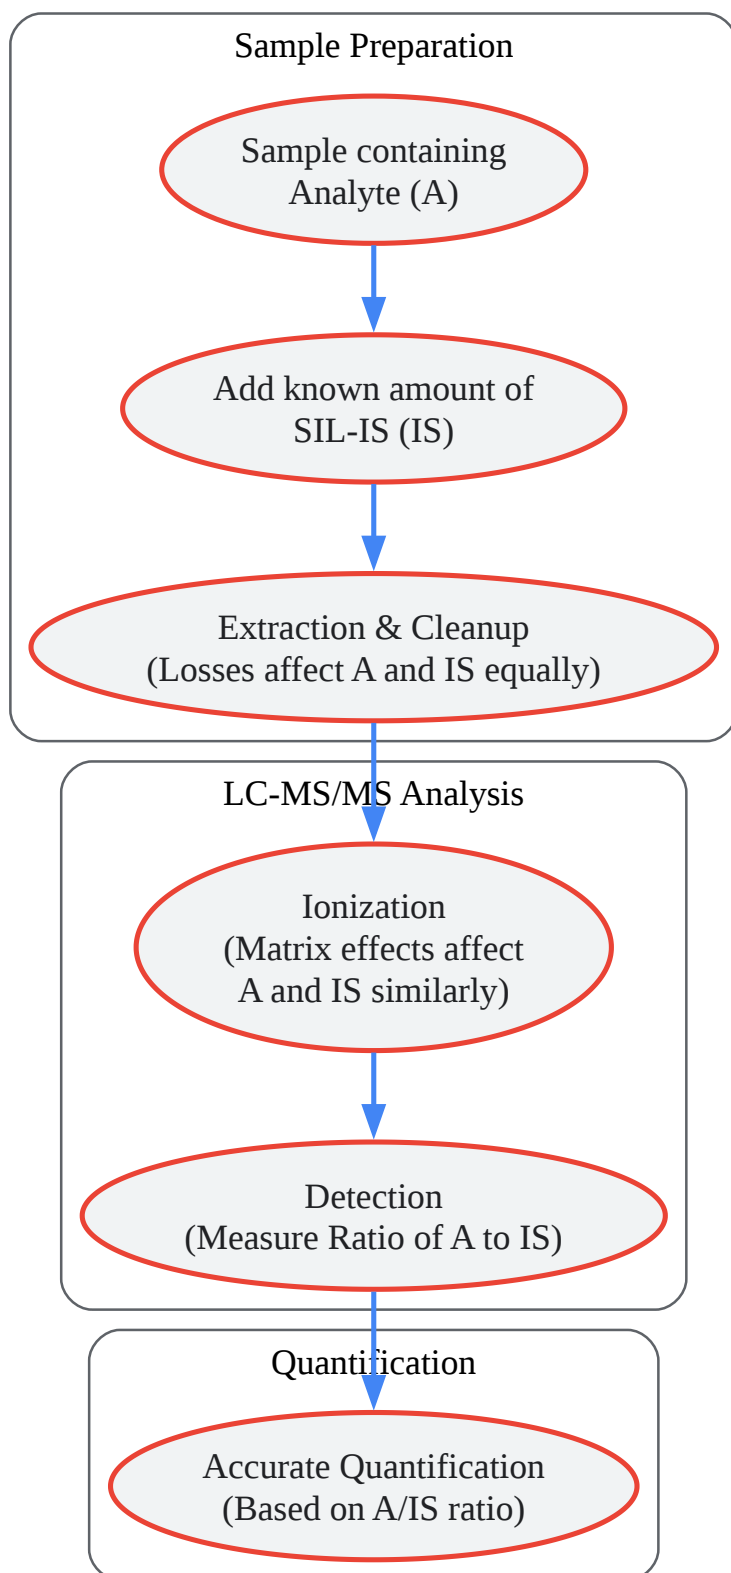 Sample Preparation
Sample containing
Analyte (A)
Add known amount of
SIL-IS (IS)
Extraction & Cleanup
(Losses affect A and IS equally)
LC-MS/MS Analysis
Ionization
(Matrix effects affect
A and IS similarly)
Detection
(Measure Ratio of A to IS)
Quantification
Accurate Quantification
(Based on A/IS ratio)